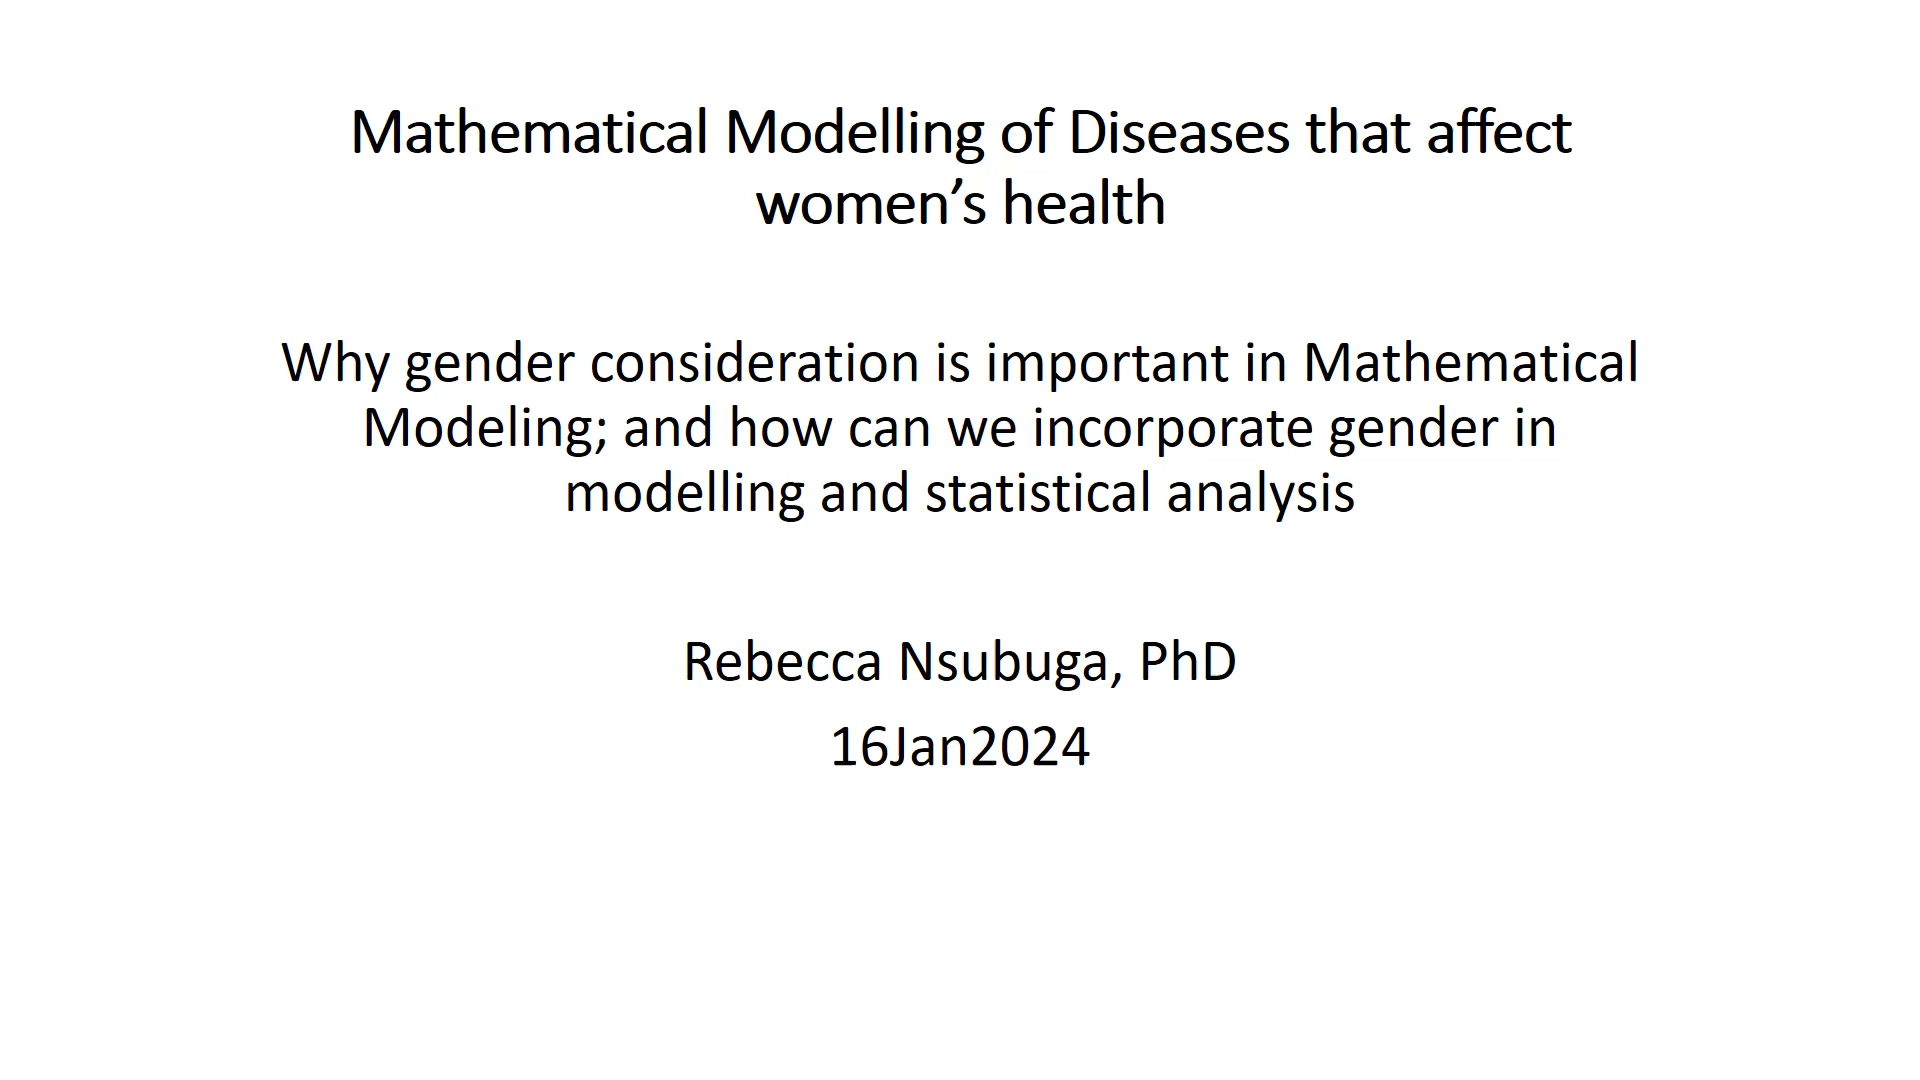 Mathematical Modelling of Diseases that affect
women’s health
Why gender consideration is important in Mathematical
Modeling; and how can we incorporate gender in
modelling and statistical analysis
Rebecca Nsubuga, PhD
16Jan2024